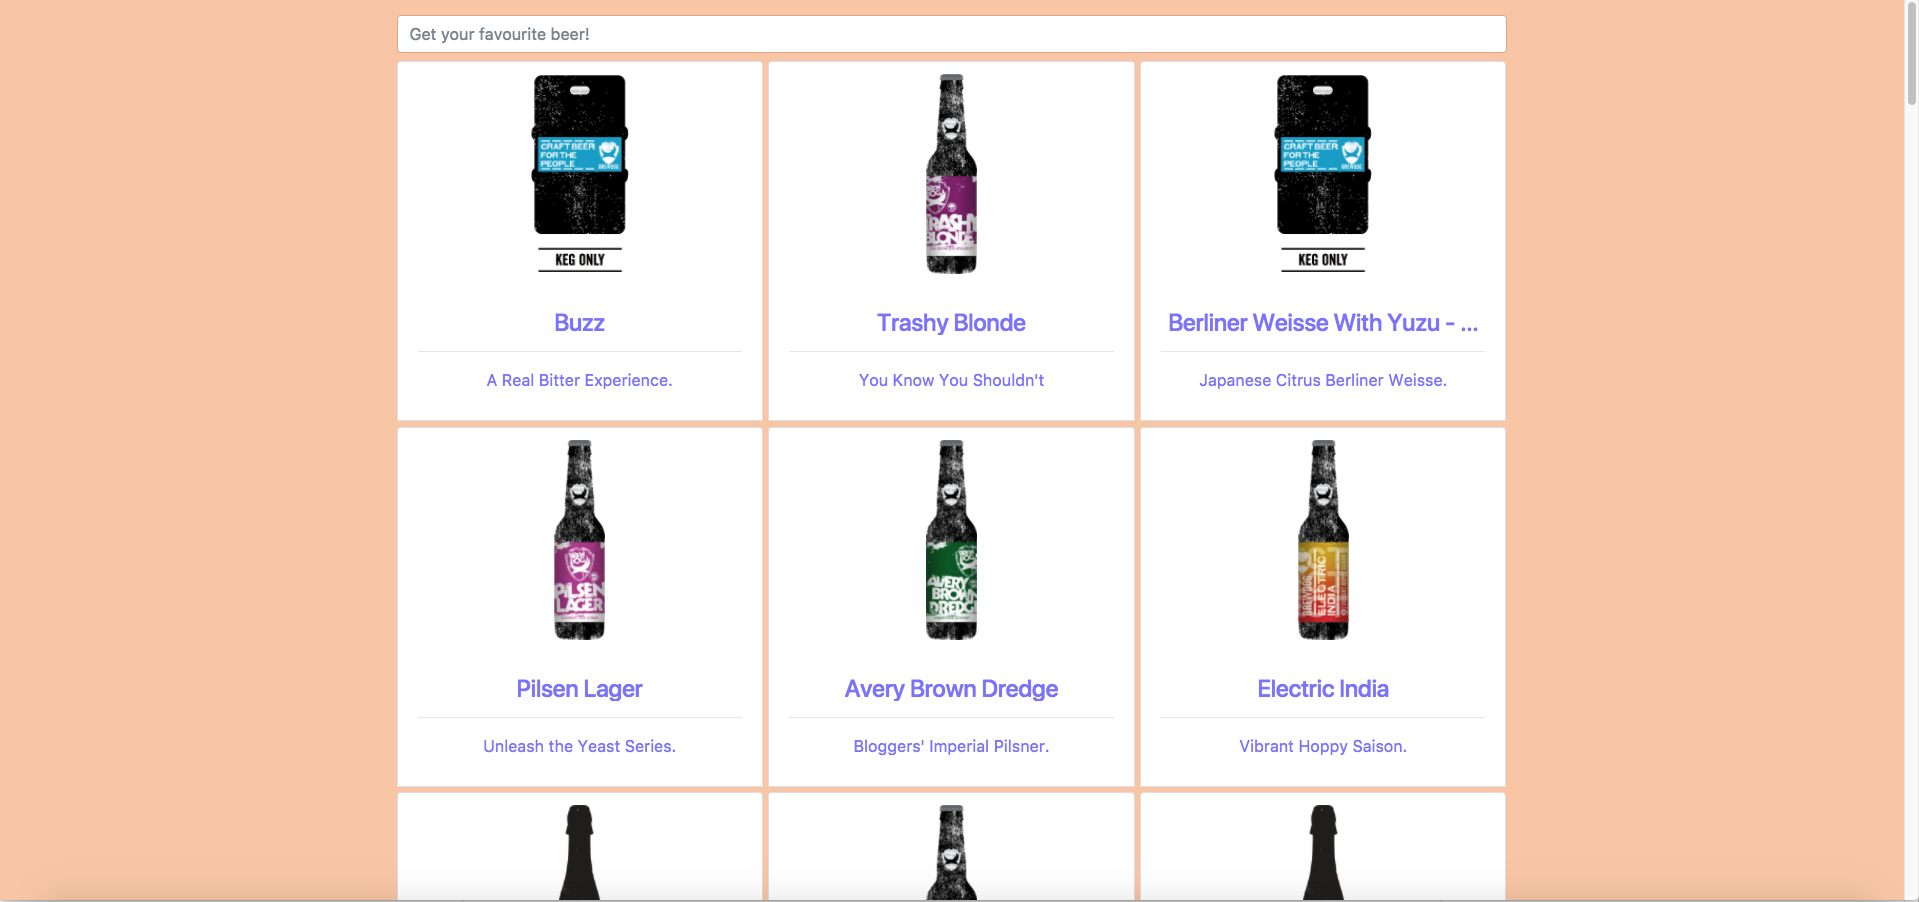 Get your favourite beer!
CRAFT BEER
FOR THE
PEOPLE
BREWDOG
KEG ONLY
TRASHY
BLONDE
CRAFT BEER
FOR THE
PEOPLE
BREWDOG
KEG ONLY
Buzz
Trashy Blonde
Berliner Weisse With Yuzu - ...
A Real Bitter Experience.
You Know You Shouldn't
Japanese Citrus Berliner Weisse.
PILSEN
LAGER
AVERY
BROWN
DREDGE
BREWDOG
ELECTRIC
INDIA
Pilsen Lager
Avery Brown Dredge
Electric India
Unleash the Yeast Series.
Bloggers' Imperial Pilsner.
Vibrant Hoppy Saison.